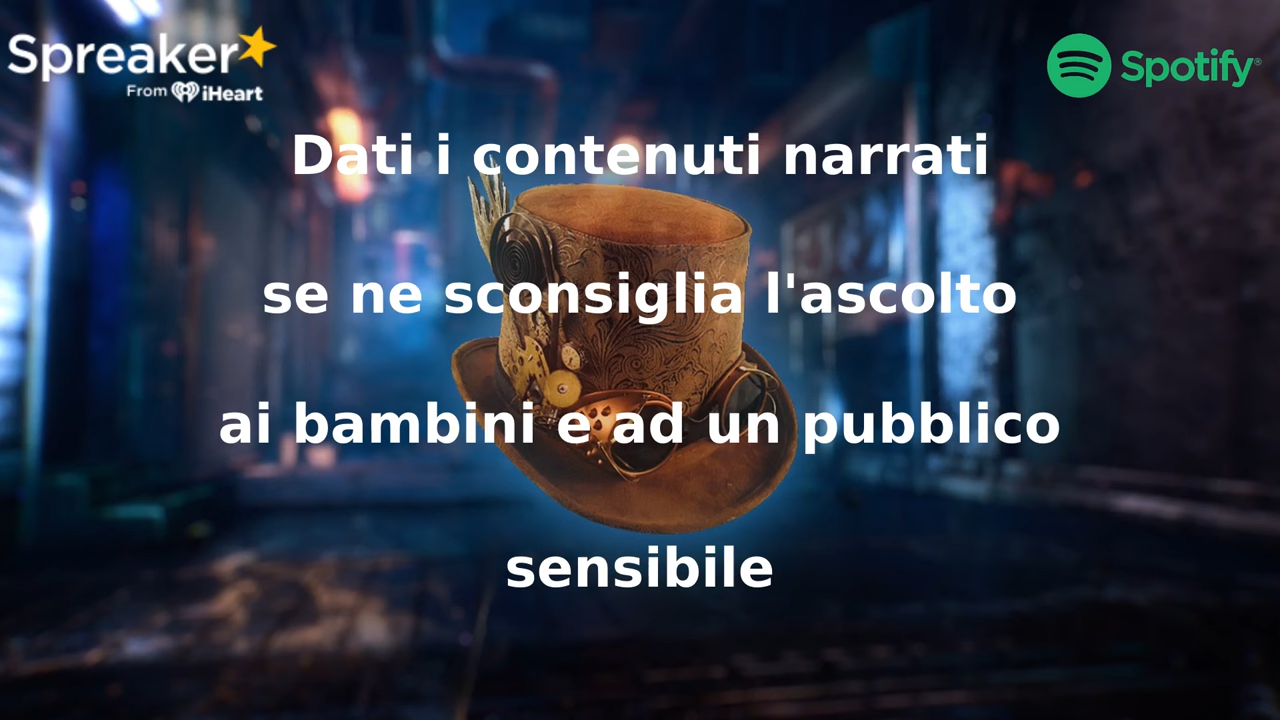 Spreaker
From iHeart
Spotify®
Dati i contenuti narrati
se ne sconsiglia l'ascolto
ai bambini e ad un pubblico
sensibile